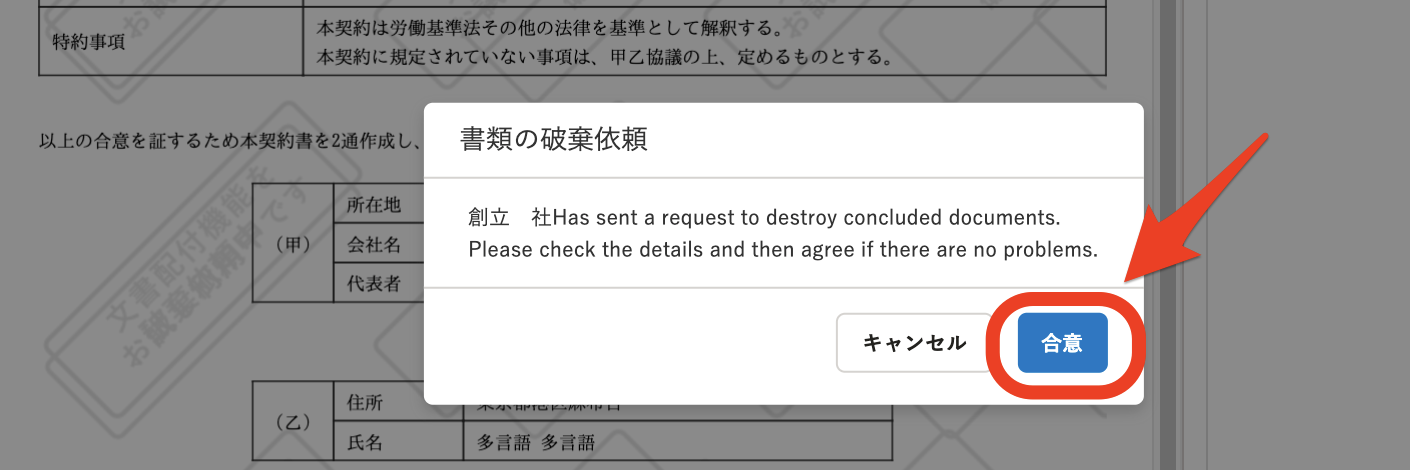 特約事項
本契約は労働基準法その他の法律を基準として解釈する。
本契約に規定されていない事項は、甲乙協議の上、定めるものとする。
以上の合意を証するため本契約書を2通作成し、
書類の破棄依頼
創立　社Has sent a request to destroy concluded documents.
Please check the details and then agree if there are no problems.
キャンセル
合意
(甲)
所在地
会社名
代表者
(乙)
住所
氏名
多言語 多言語
文書配付機能を